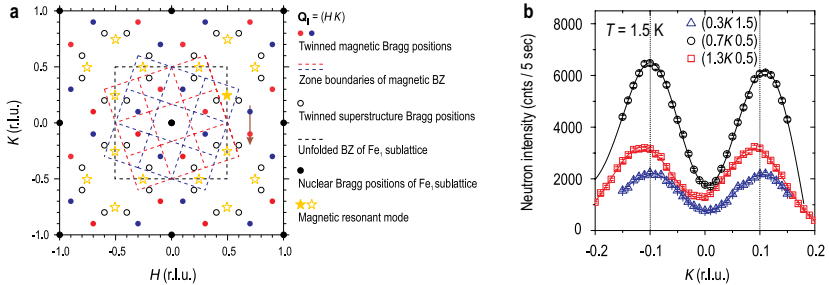 a
Q∥ = (H K)
Twinned magnetic Bragg positions
Zone boundaries of magnetic BZ
Twinned superstructure Bragg positions
Unfolded BZ of Fe₁ sublattice
Nuclear Bragg positions of Fe₁ sublattice
Magnetic resonant mode
K (r.l.u.)
1.0
0.5
0.0
-0.5
-1.0
-1.0 -0.5 0.0 0.5 1.0
H (r.l.u.)
b
T = 1.5 K
(0.3K 1.5)
(0.7K 0.5)
(1.3K 0.5)
Neutron intensity (cnts / 5 sec)
8000
6000
4000
2000
0
-0.2 -0.1 0.0 0.1 0.2
K (r.l.u.)